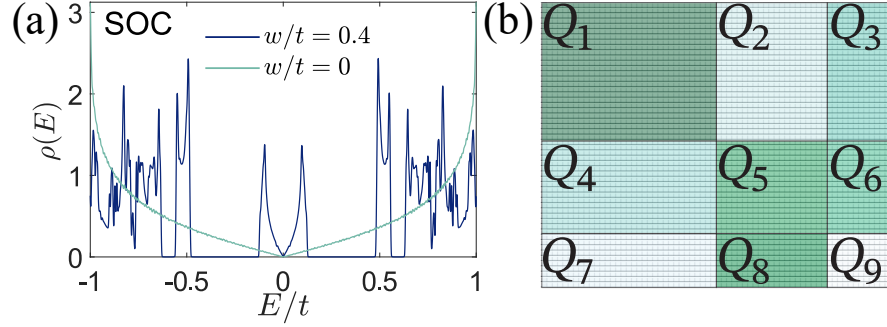 (a)
SOC
w/t = 0.4
w/t = 0
ρ(E)
3
2
1
0
-1
-0.5
0
0.5
1
E/t
(b)
Q₁ Q₂ Q₃
Q₄ Q₅ Q₆
Q₇ Q₈ Q₉